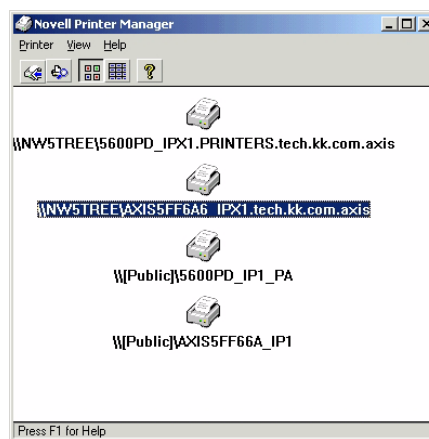 Novell Printer Manager
Printer View Help
\\NW5TREE\5600PD_IPX1.PRINTERS.tech.kk.com.axis
\\NW5TREE\AXIS5FF6A6_IPX1.tech.kk.com.axis
\\[Public]\5600PD_IP1_PA
\\[Public]\AXIS5FF66A_IP1
Press F1 for Help